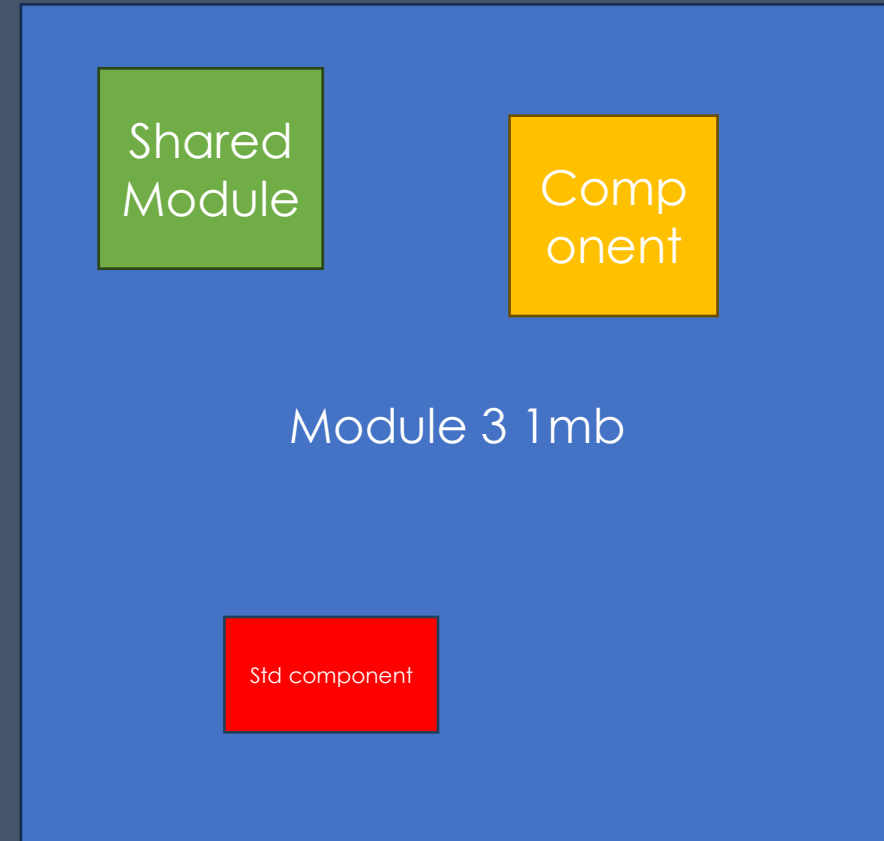 Shared
Module
Comp
onent
Module 3 1mb
Std component